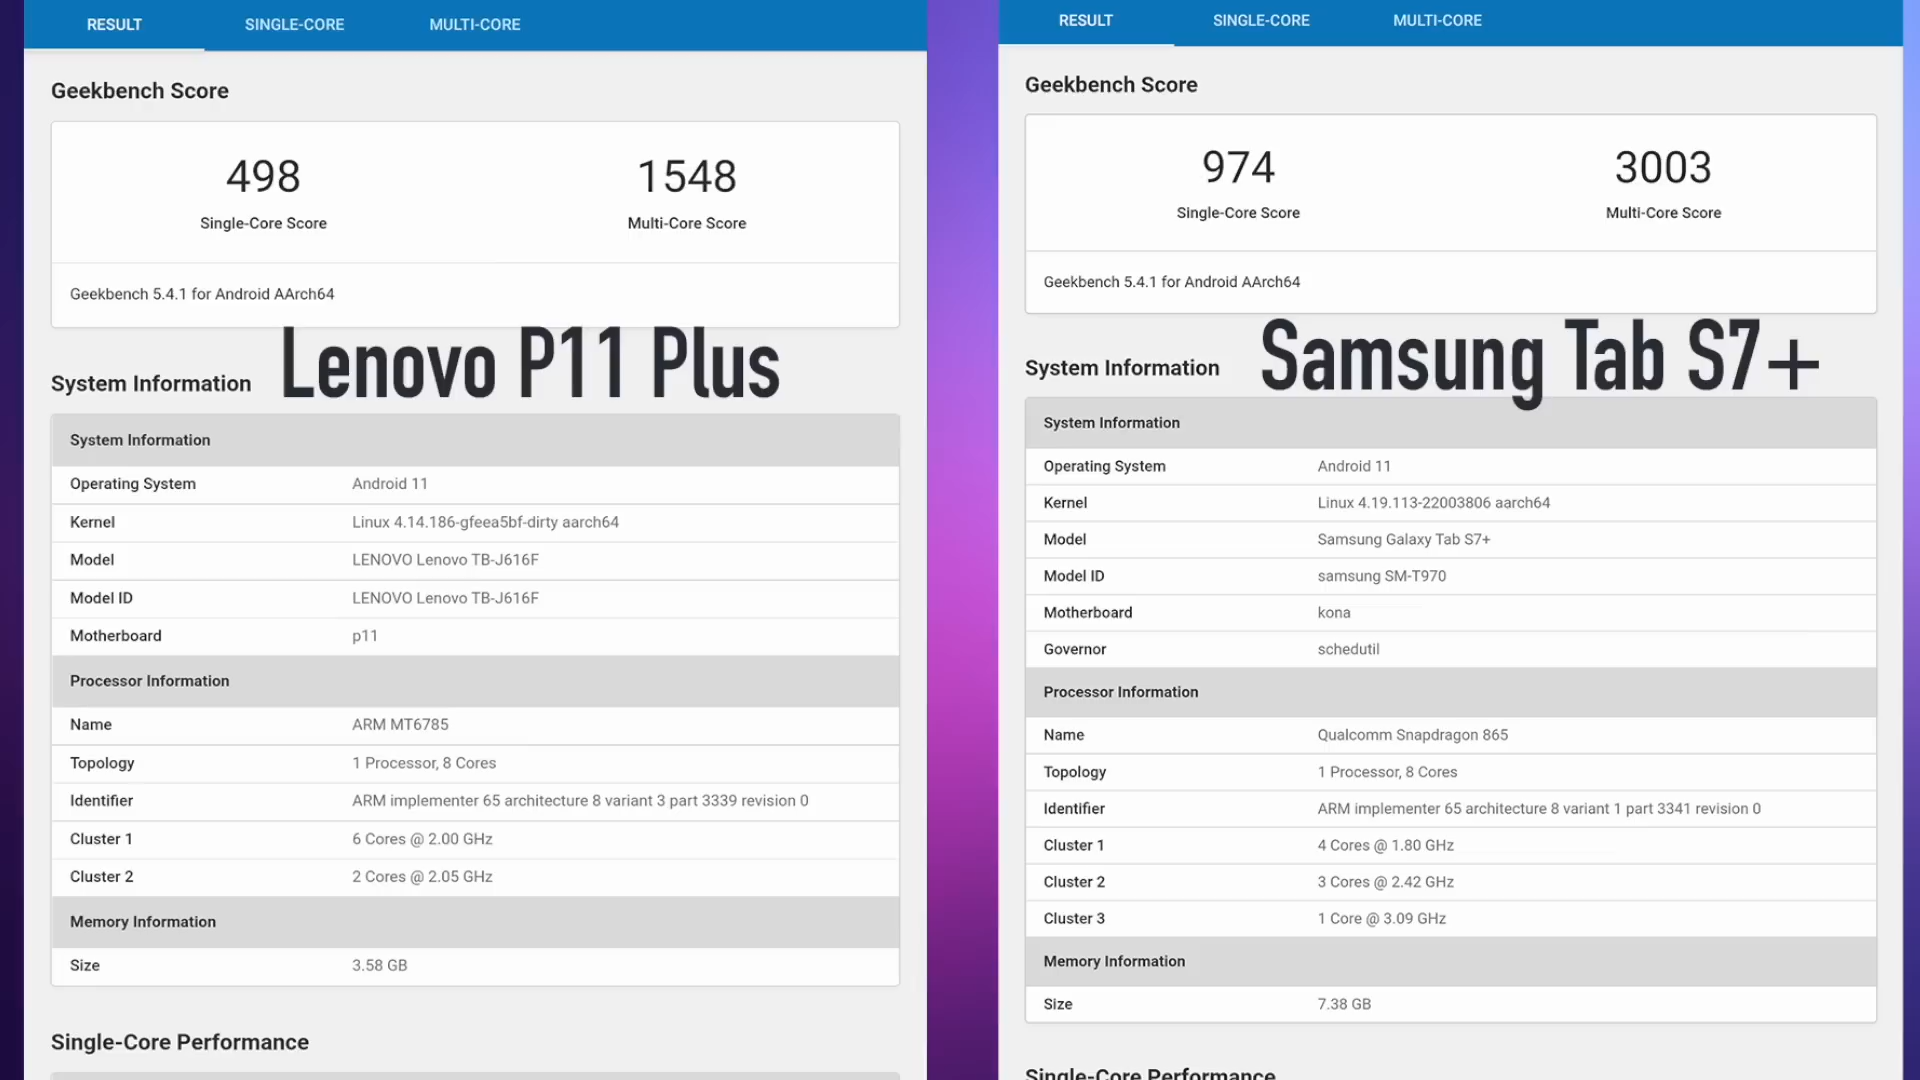 RESULT
SINGLE-CORE
MULTI-CORE
Geekbench Score
498
1548
Single-Core Score
Multi-Core Score
Geekbench 5.4.1 for Android AArch64
Lenovo P11 Plus
System Information
System Information
Operating System Android 11
Kernel Linux 4.14.186-gfeea5bf-dirty aarch64
Model LENOVO Lenovo TB-J616F
Model ID LENOVO Lenovo TB-J616F
Motherboard p11
Processor Information
Name ARM MT6785
Topology 1 Processor, 8 Cores
Identifier ARM implementer 65 architecture 8 variant 3 part 3339 revision 0
Cluster 1 6 Cores @ 2.00 GHz
Cluster 2 2 Cores @ 2.05 GHz
Memory Information
Size 3.58 GB
Single-Core Performance
RESULT
SINGLE-CORE
MULTI-CORE
Geekbench Score
974
3003
Single-Core Score
Multi-Core Score
Geekbench 5.4.1 for Android AArch64
Samsung Tab S7+
System Information
System Information
Operating System Android 11
Kernel Linux 4.19.113-22003806 aarch64
Model Samsung Galaxy Tab S7+
Model ID samsung SM-T970
Motherboard kona
Governor schedutil
Processor Information
Name Qualcomm Snapdragon 865
Topology 1 Processor, 8 Cores
Identifier ARM implementer 65 architecture 8 variant 1 part 3341 revision 0
Cluster 1 4 Cores @ 1.80 GHz
Cluster 2 3 Cores @ 2.42 GHz
Cluster 3 1 Core @ 3.09 GHz
Memory Information
Size 7.38 GB
Single-Core Performance